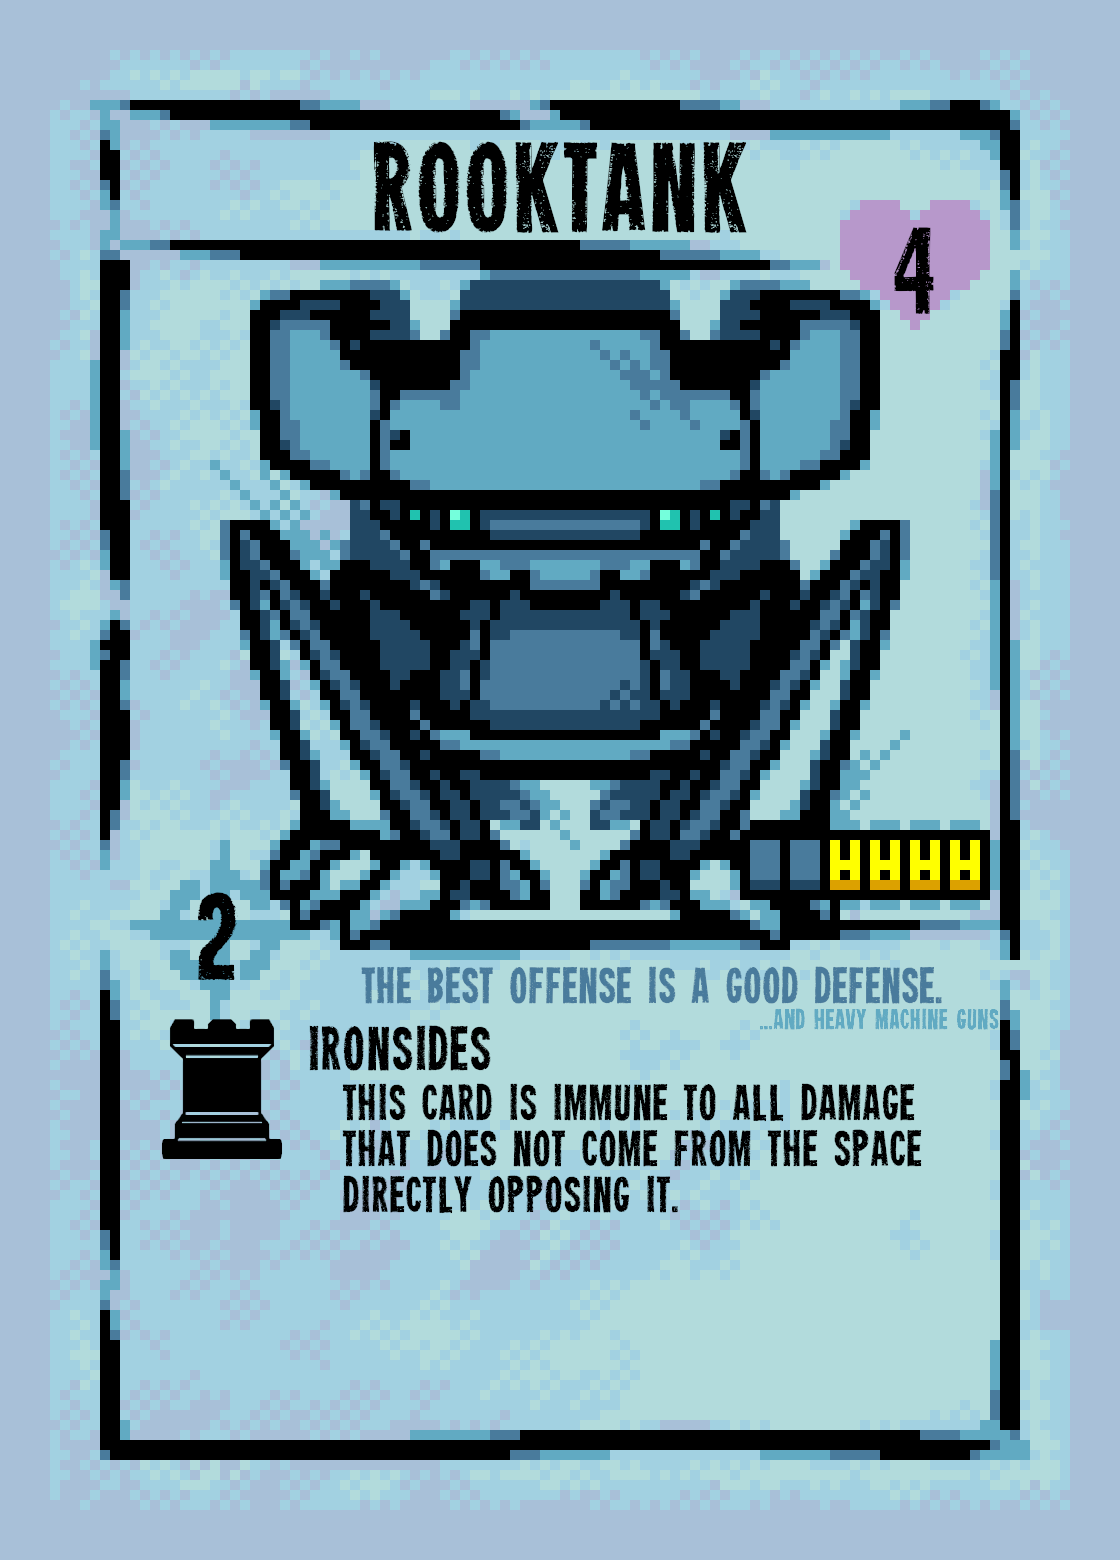 ROOKTANK
4
2
THE BEST OFFENSE IS A GOOD DEFENSE.
...AND HEAVY MACHINE GUNS
IRONSIDES
THIS CARD IS IMMUNE TO ALL DAMAGE
THAT DOES NOT COME FROM THE SPACE
DIRECTLY OPPOSING IT.